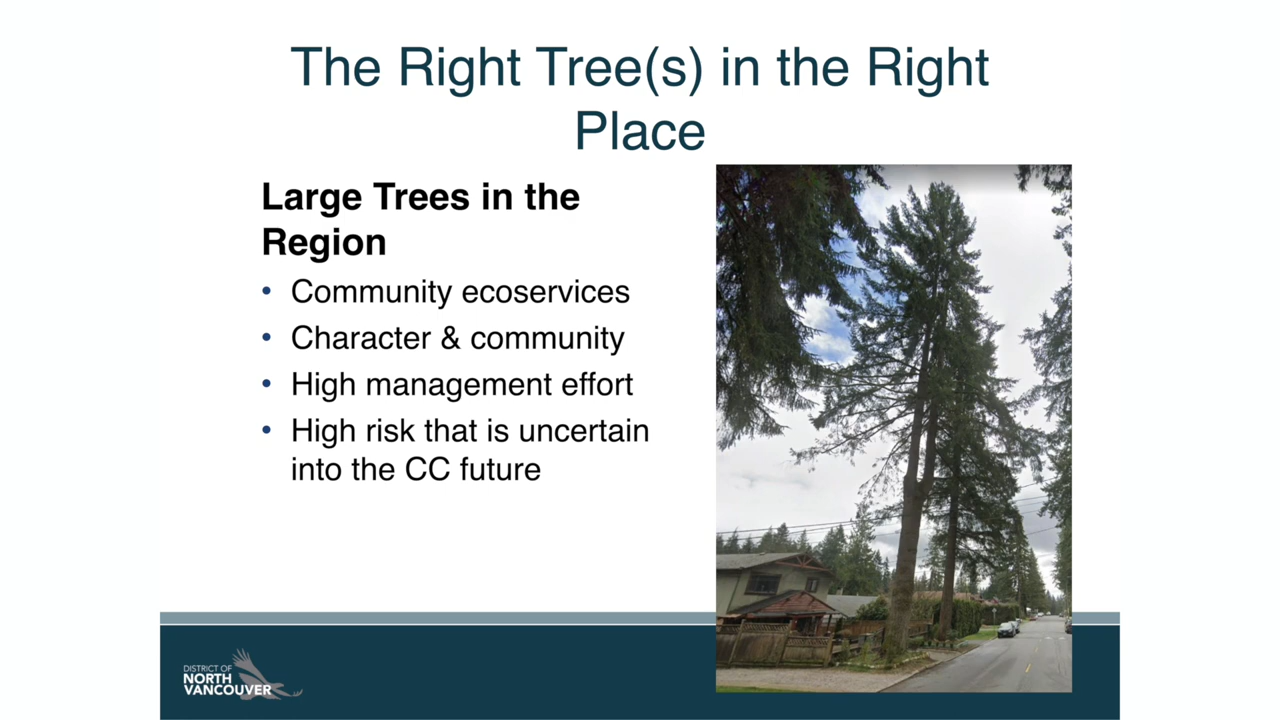 The Right Tree(s) in the Right
Place
Large Trees in the
Region
• Community ecoservices
• Character & community
• High management effort
• High risk that is uncertain
into the CC future
DISTRICT OF
NORTH
VANCOUVER